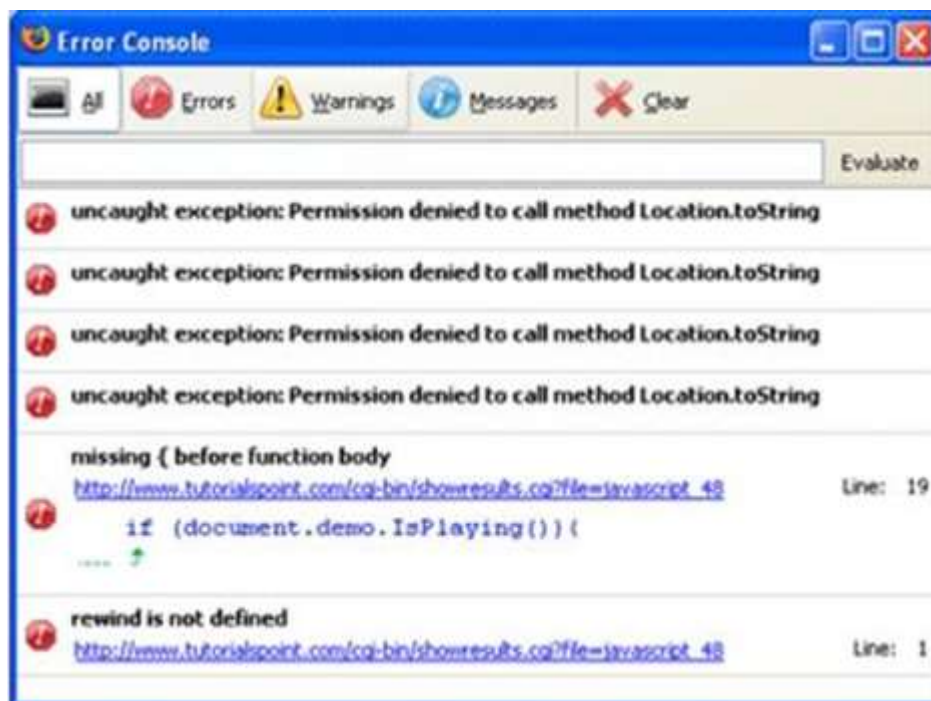 Error Console
All Errors Warnings Messages Clear
Evaluate
uncaught exception: Permission denied to call method Location.toString
uncaught exception: Permission denied to call method Location.toString
uncaught exception: Permission denied to call method Location.toString
uncaught exception: Permission denied to call method Location.toString
missing { before function body
http://www.tutorialspoint.com/cgi-bin/showresults.cgi?file=javascript_48 Line: 19
if (document.demo.IsPlaying()){
....
rewind is not defined
http://www.tutorialspoint.com/cgi-bin/showresults.cgi?file=javascript_48 Line: 1